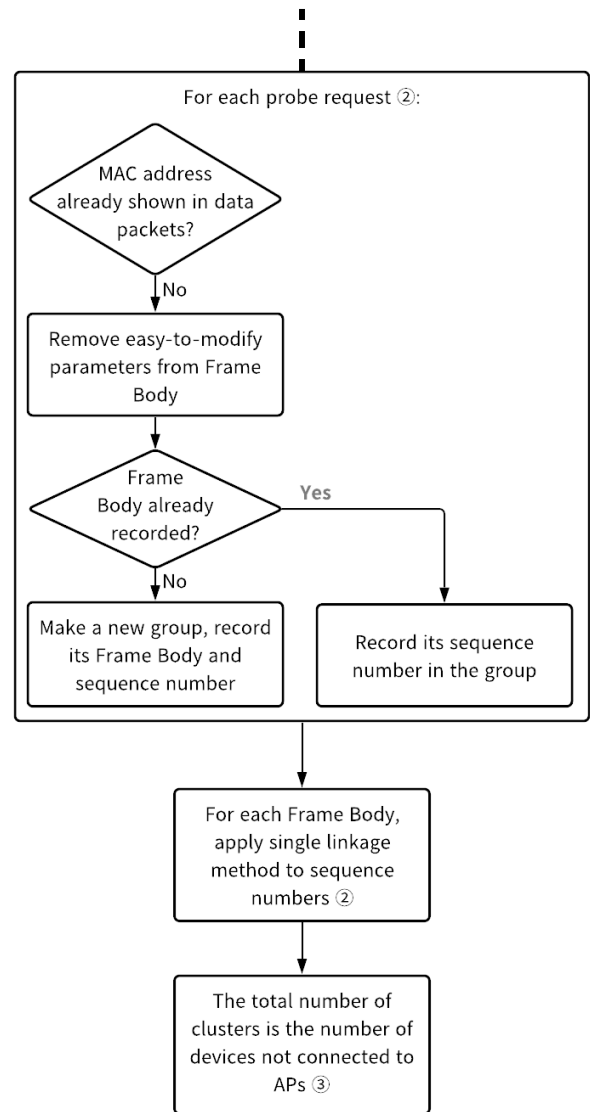 For each probe request ②:
MAC address
already shown in data
packets?
No
Remove easy-to-modify
parameters from Frame
Body
Frame
Body already
recorded?
Yes
No
Make a new group, record
its Frame Body and
sequence number
Record its sequence
number in the group
For each Frame Body,
apply single linkage
method to sequence
numbers ②
The total number of
clusters is the number of
devices not connected to
APs ③